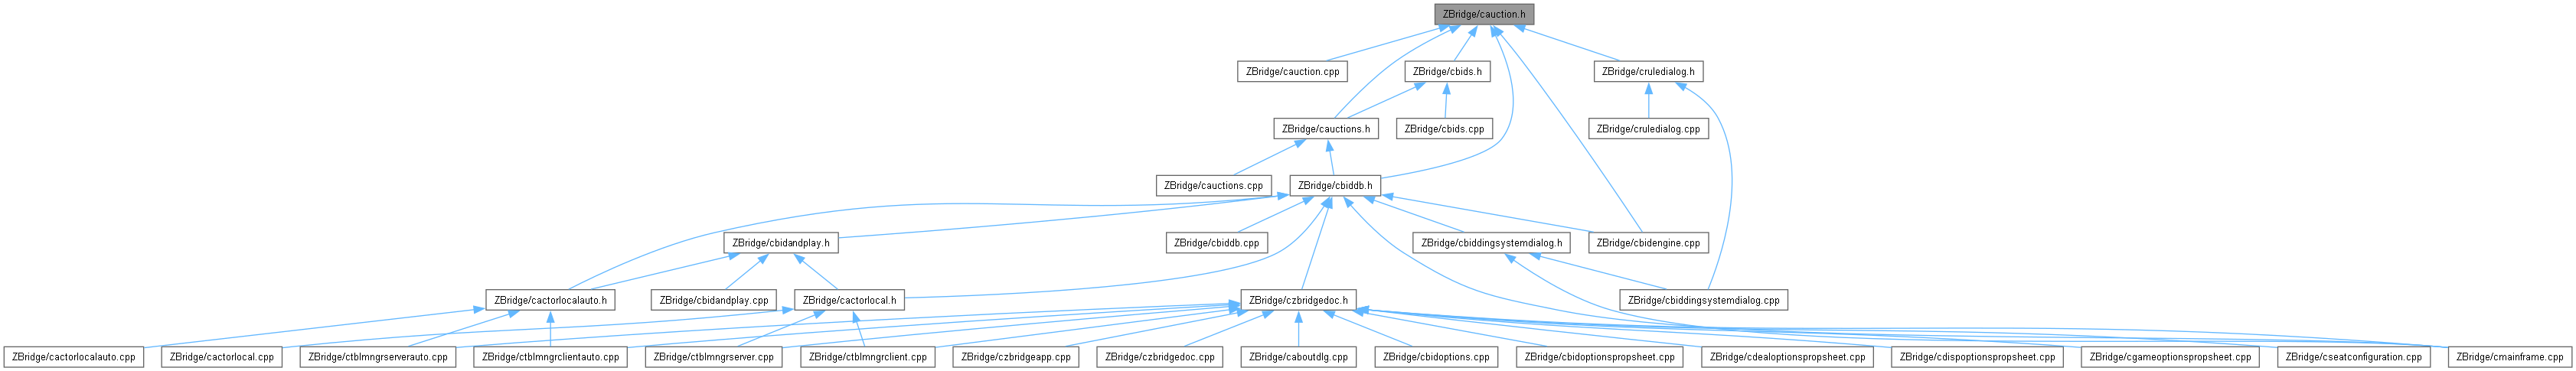 ZBridge/cauction.h
ZBridge/cauction.cpp
ZBridge/cbids.h
ZBridge/cruledialog.h
ZBridge/cauctions.h
ZBridge/cbids.cpp
ZBridge/cruledialog.cpp
ZBridge/cauctions.cpp
ZBridge/cbiddb.h
ZBridge/cbidandplay.h
ZBridge/cbiddb.cpp
ZBridge/cbiddingsystemdialog.h
ZBridge/cbidengine.cpp
ZBridge/cactorlocalauto.h
ZBridge/cbidandplay.cpp
ZBridge/cactorlocal.h
ZBridge/czbridgedoc.h
ZBridge/cbiddingsystemdialog.cpp
ZBridge/cactorlocalauto.cpp
ZBridge/cactorlocal.cpp
ZBridge/ctblmngrserverauto.cpp
ZBridge/ctblmngrclientauto.cpp
ZBridge/ctblmngrserver.cpp
ZBridge/ctblmngrclient.cpp
ZBridge/czbridgeapp.cpp
ZBridge/czbridgedoc.cpp
ZBridge/caboutdlg.cpp
ZBridge/cbidoptions.cpp
ZBridge/cbidoptionspropsheet.cpp
ZBridge/cdealoptionspropsheet.cpp
ZBridge/cdispoptionspropsheet.cpp
ZBridge/cgameoptionspropsheet.cpp
ZBridge/cseatconfiguration.cpp
ZBridge/cmainframe.cpp